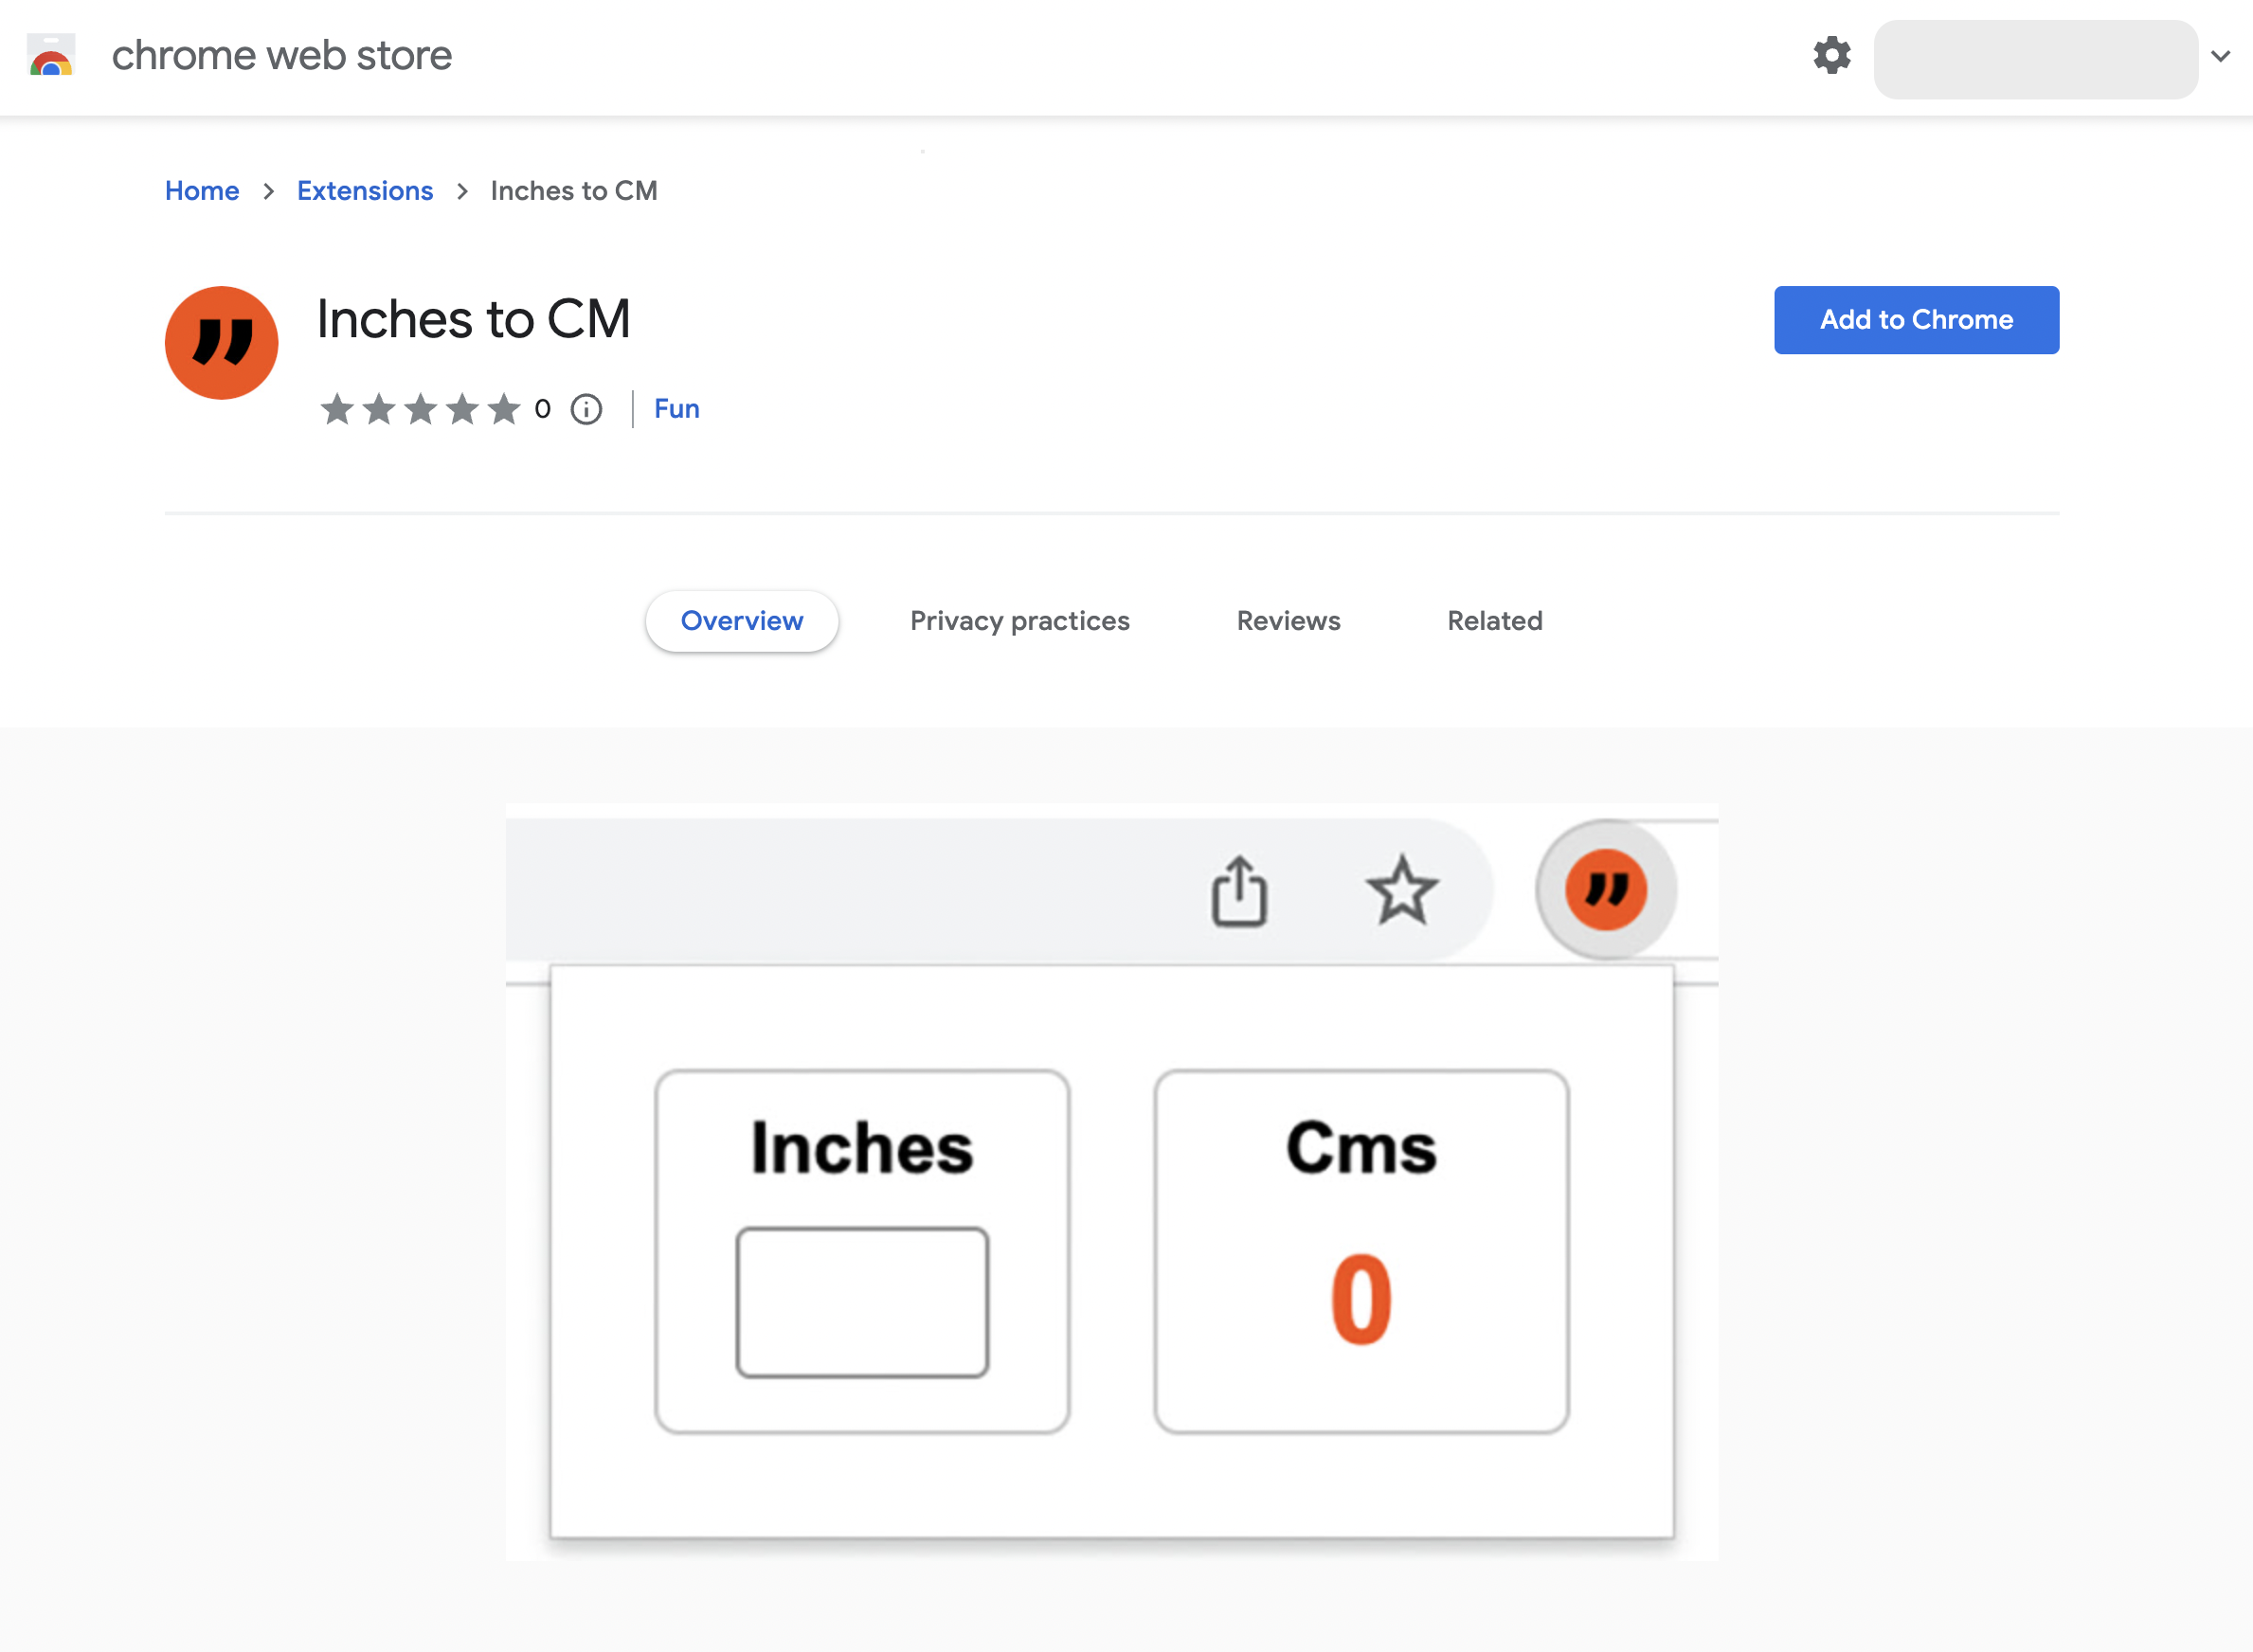 chrome web store
Home > Extensions > Inches to CM
Inches to CM
0 | Fun
Add to Chrome
Overview Privacy practices Reviews Related
Inches Cms
0